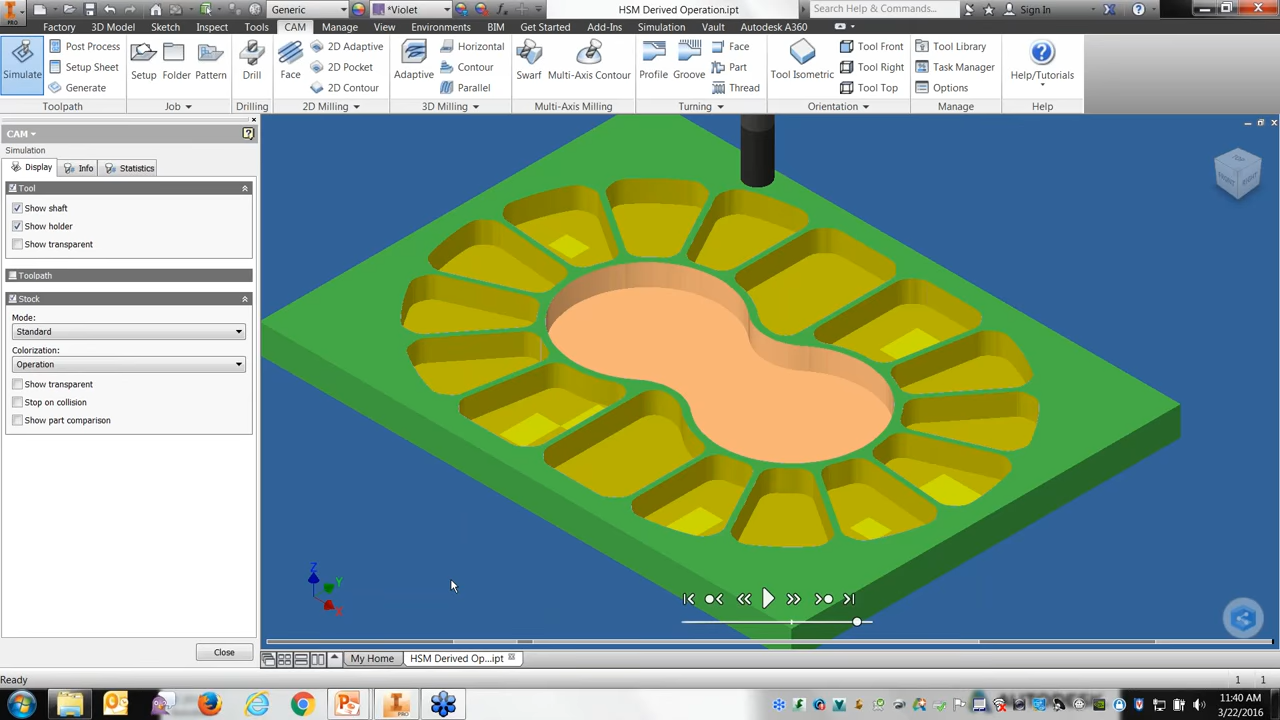 Generic
*Violet
HSM Derived Operation.ipt
Search Help & Commands...
Sign In
PRO
Factory 3D Model Sketch Inspect Tools CAM Manage View Environments BIM Get Started Add-Ins Simulation Vault Autodesk A360
Simulate
Post Process
Setup Sheet
Generate
Toolpath
Setup Folder Pattern
Job
Drill
Drilling
Face
2D Adaptive
2D Pocket
2D Contour
2D Milling
Adaptive
Horizontal
Contour
Parallel
3D Milling
Swarf Multi-Axis Contour
Multi-Axis Milling
Profile Groove
Face
Part
Thread
Turning
Tool Isometric
Tool Front
Tool Right
Tool Top
Orientation
Tool Library
Task Manager
Options
Manage
Help/Tutorials
Help
CAM
Simulation
Display Info Statistics
Tool
Show shaft
Show holder
Show transparent
Toolpath
Stock
Mode:
Standard
Colorization:
Operation
Show transparent
Stop on collision
Show part comparison
Close
TOP
FRONT
RIGHT
Z
Y
X
My Home HSM Derived Op...ipt
Ready
1 1
11:40 AM
3/22/2016